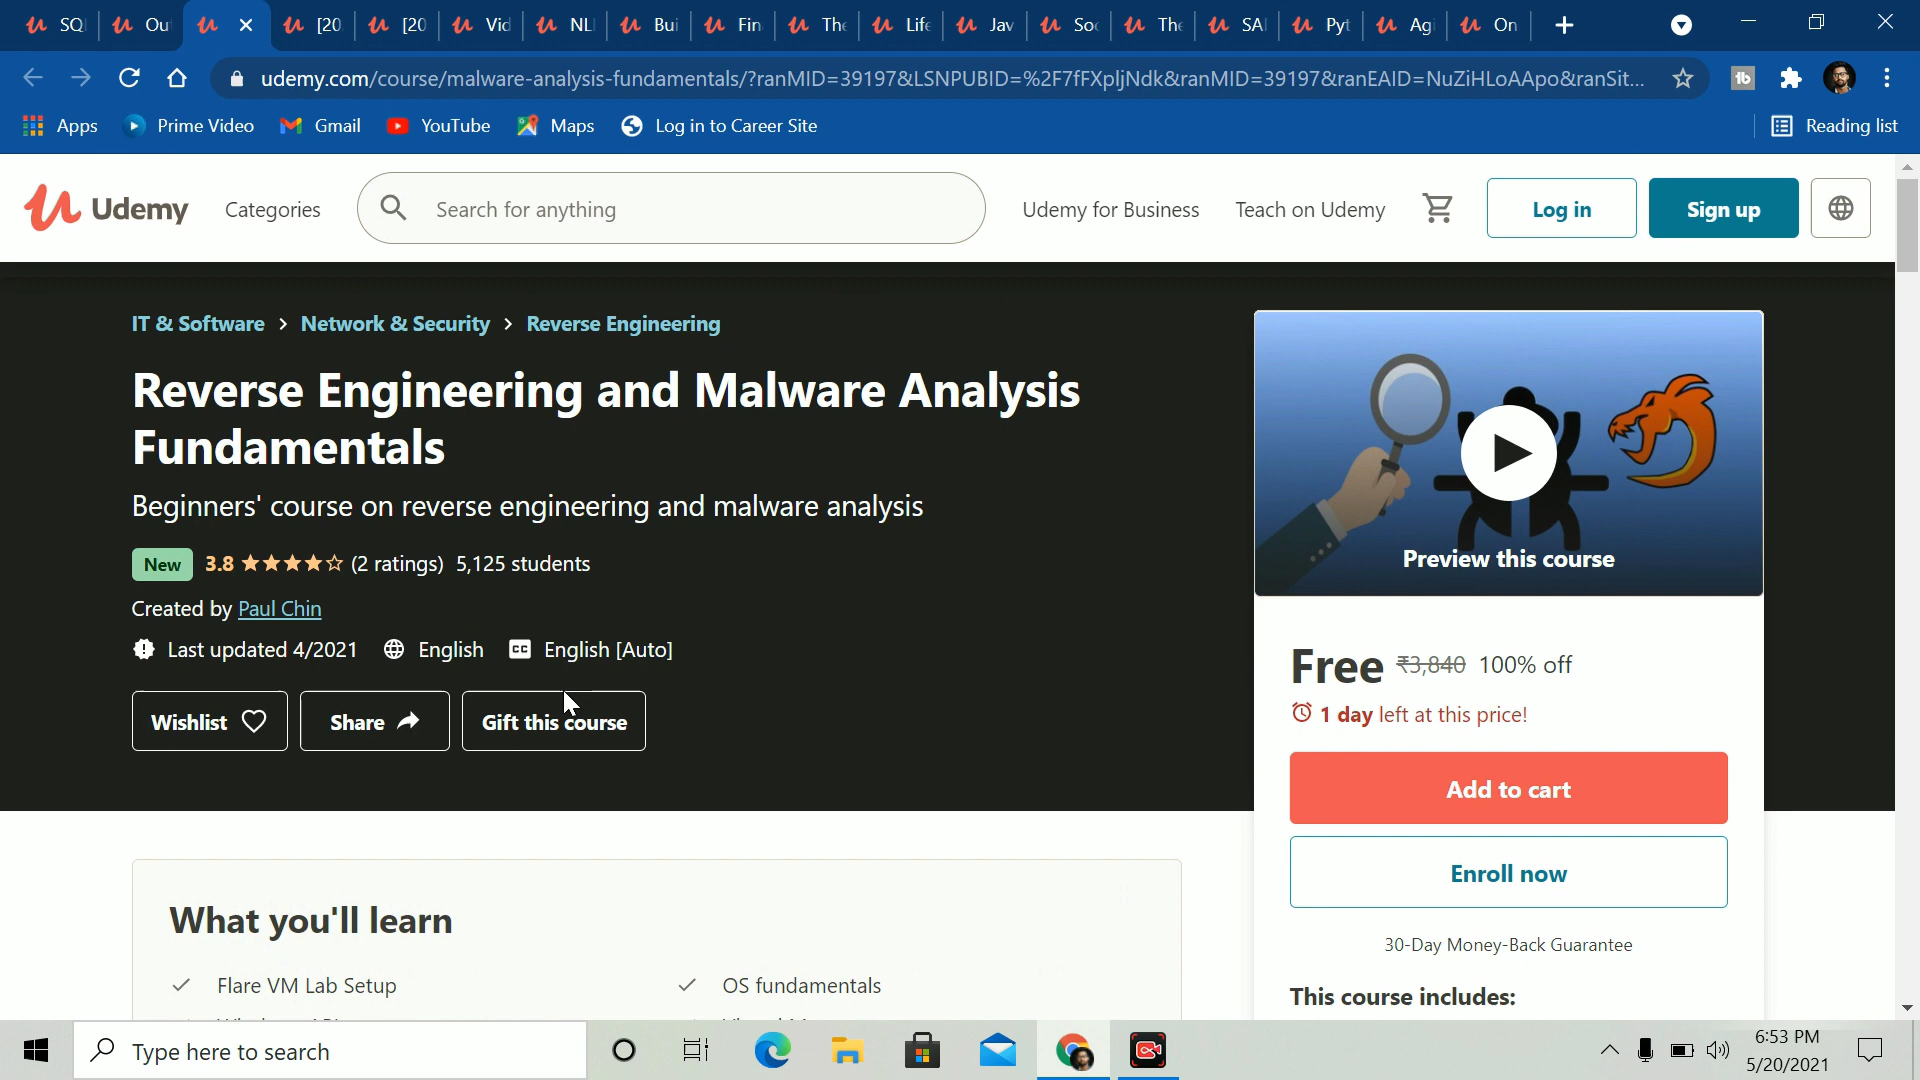 SQ Ou [20 [20 Vid NL Bui Fin The Life Jav Soc The SA Pyt Ag On
udemy.com/course/malware-analysis-fundamentals/?ranMID=39197&LSNPUBID=%2F7fFXpljNdk&ranMID=39197&ranEAID=NuZiHLoAApo&ranSit...
Apps Prime Video Gmail YouTube Maps Log in to Career Site Reading list
Udemy Categories Search for anything Udemy for Business Teach on Udemy Log in Sign up
IT & Software > Network & Security > Reverse Engineering
Reverse Engineering and Malware Analysis
Fundamentals
Beginners' course on reverse engineering and malware analysis
New 3.8 (2 ratings) 5,125 students
Created by Paul Chin
Last updated 4/2021 English CC English [Auto]
Wishlist Share Gift this course
Preview this course
Free ₹3,840 100% off
1 day left at this price!
Add to cart
Enroll now
30-Day Money-Back Guarantee
This course includes:
What you'll learn
Flare VM Lab Setup OS fundamentals
Type here to search
6:53 PM
5/20/2021